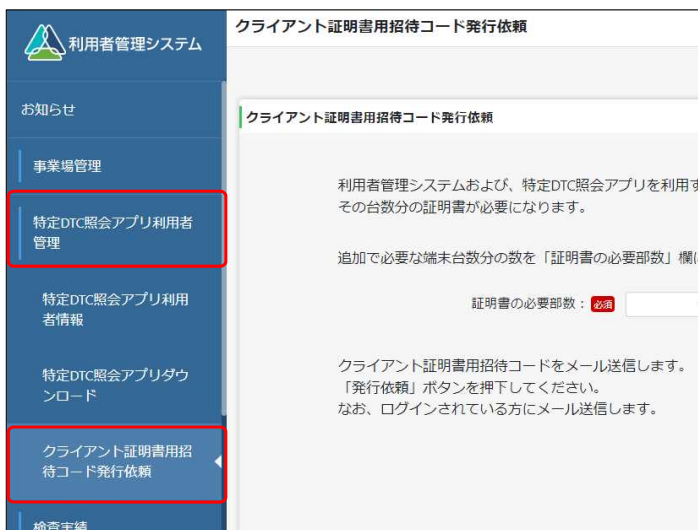 利用者管理システム
クライアント証明書用招待コード発行依頼
お知らせ
事業場管理
特定DTC照会アプリ利用者
管理
特定DTC照会アプリ利用
者情報
特定DTC照会アプリダウ
ンロード
クライアント証明書用招
待コード発行依頼
検査実績
クライアント証明書用招待コード発行依頼
利用者管理システムおよび、特定DTC照会アプリを利用す
その台数分の証明書が必要になります。
追加で必要な端末台数分の数を「証明書の必要部数」欄に
証明書の必要部数： 必須
クライアント証明書用招待コードをメール送信します。
「発行依頼」ボタンを押下してください。
なお、ログインされている方にメール送信します。